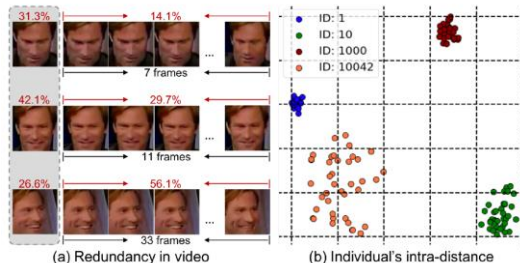 31.3% 14.1%
...
7 frames
42.1% 29.7%
...
11 frames
26.6% 56.1%
...
33 frames
(a) Redundancy in video
ID: 1
ID: 10
ID: 1000
ID: 10042
(b) Individual's intra-distance